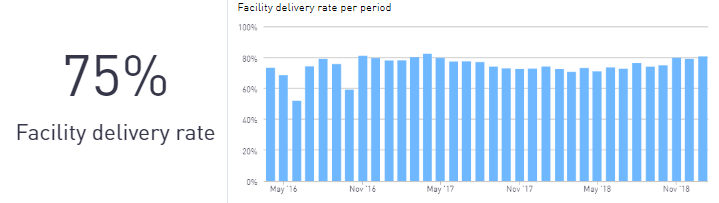 75%
Facility delivery rate
Facility delivery rate per period
100%
80%
60%
40%
20%
0%
May '16
Nov '16
May '17
Nov '17
May '18
Nov '18